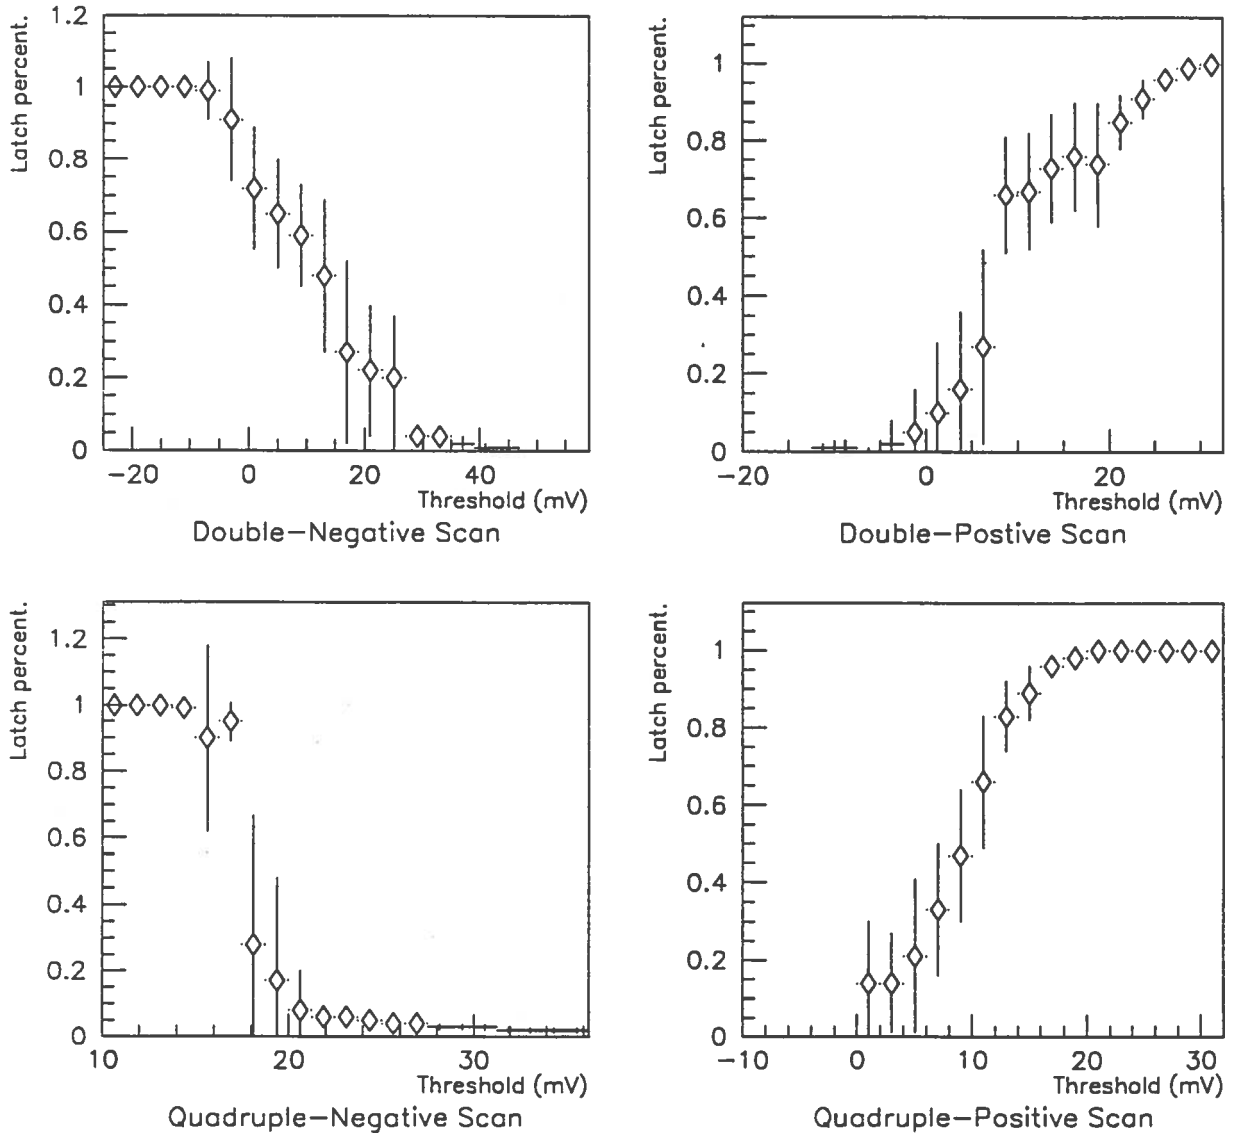 Latch percent.
1.2
1
0.8
0.6
0.4
0.2
0
−20 0 20 40
Threshold (mV)
Double−Negative Scan
Latch percent.
1
0.8
0.6
0.4
0.2
0
−20 0 20
Threshold (mV)
Double−Postive Scan
Latch percent.
1.2
1
0.8
0.6
0.4
0.2
0
10 20 30
Threshold (mV)
Quadruple−Negative Scan
Latch percent.
1
0.8
0.6
0.4
0.2
0
−10 0 10 20 30
Threshold (mV)
Quadruple−Positive Scan